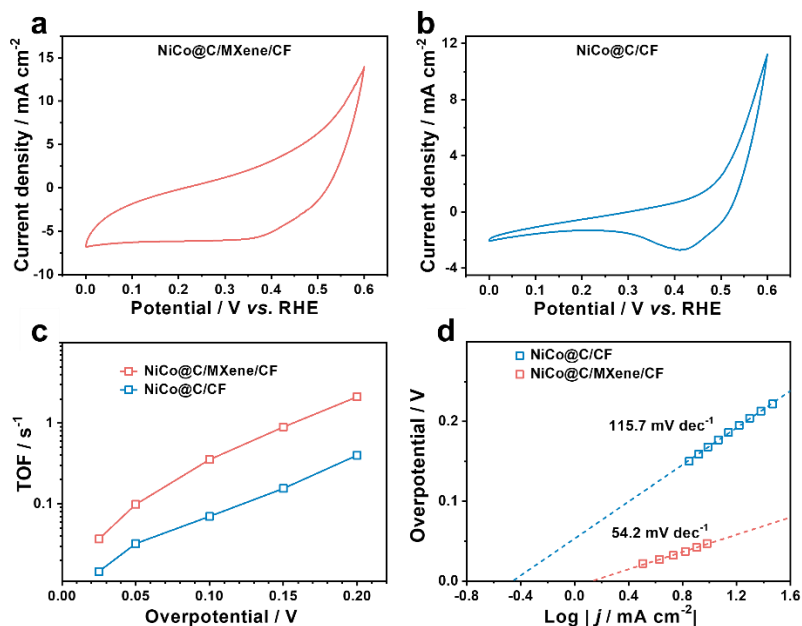 a
NiCo@C/MXene/CF
Current density / mA cm⁻²
15
10
5
0
-5
-10
0.0 0.1 0.2 0.3 0.4 0.5 0.6
Potential / V vs. RHE
b
NiCo@C/CF
Current density / mA cm⁻²
12
8
4
0
-4
0.0 0.1 0.2 0.3 0.4 0.5 0.6
Potential / V vs. RHE
c
NiCo@C/MXene/CF
NiCo@C/CF
TOF / s⁻¹
1
0.1
0.00 0.05 0.10 0.15 0.20
Overpotential / V
d
NiCo@C/CF
NiCo@C/MXene/CF
115.7 mV dec⁻¹
54.2 mV dec⁻¹
Overpotential / V
0.2
0.1
0.0
-0.8 -0.4 0.0 0.4 0.8 1.2 1.6
Log | j / mA cm⁻²|